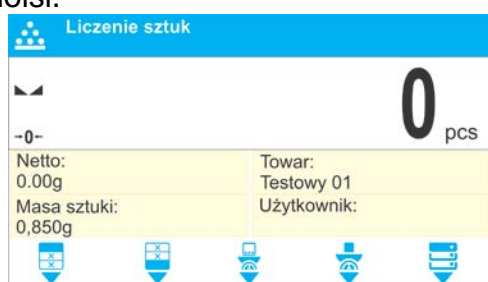 Liczenie sztuk
0 pcs
→0←
Netto:
0.00g
Towar:
Testowy 01
Masa sztuki:
0,850g
Użytkownik: